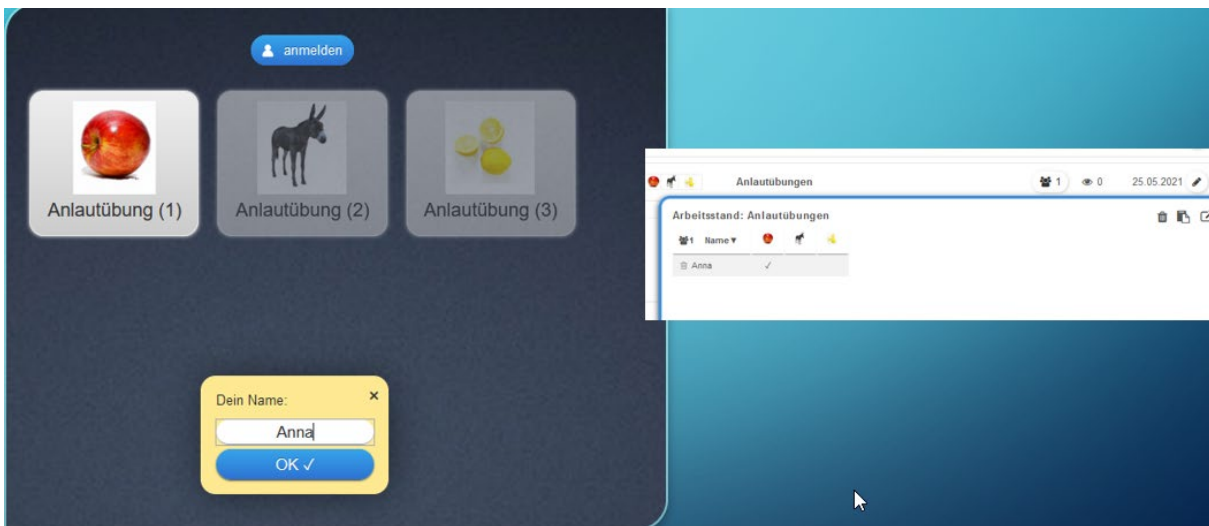 anmelden
Anlautübung (1)
Anlautübung (2)
Anlautübung (3)
Dein Name:
×
Anna
OK ✓
Anlautübungen
1
0
25.05.2021
Arbeitsstand: Anlautübungen
1 Name▼
Anna ✓